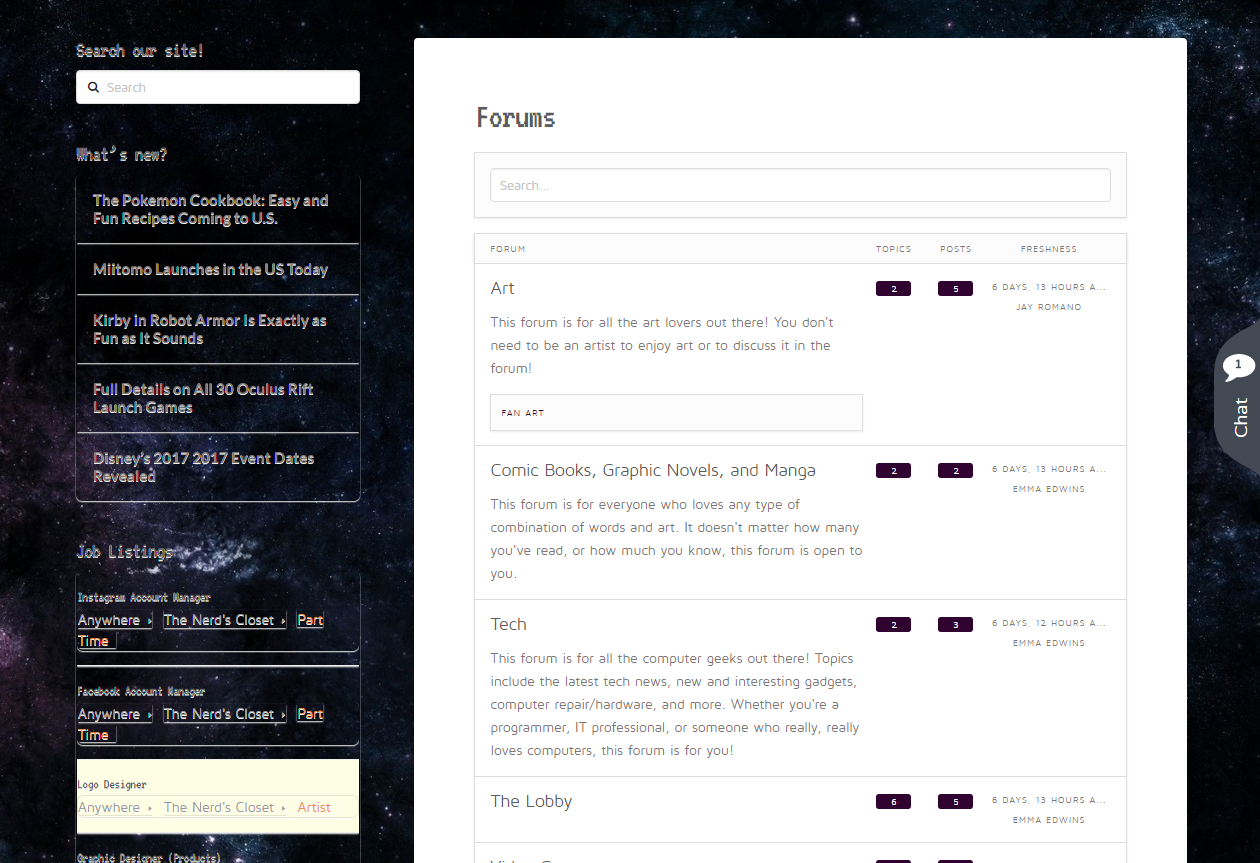 Search our site!
Search
What's new?
The Pokemon Cookbook: Easy and
Fun Recipes Coming to U.S.
Miitomo Launches in the US Today
Kirby in Robot Armor Is Exactly as
Fun as It Sounds
Full Details on All 30 Oculus Rift
Launch Games
Disney's 2017 2017 Event Dates
Revealed
Job Listings
Instagram Account Manager
Anywhere The Nerd's Closet Part
Time
Facebook Account Manager
Anywhere The Nerd's Closet Part
Time
Logo Designer
Anywhere The Nerd's Closet Artist
Graphic Designer (Products)
Forums
Search...
FORUM TOPICS POSTS FRESHNESS
Art 2 5 6 DAYS, 13 HOURS A...
JAY ROMANO
This forum is for all the art lovers out there! You don't
need to be an artist to enjoy art or to discuss it in the
forum!
FAN ART
Comic Books, Graphic Novels, and Manga 2 2 6 DAYS, 13 HOURS A...
EMMA EDWINS
This forum is for everyone who loves any type of
combination of words and art. It doesn't matter how many
you've read, or how much you know, this forum is open to
you.
Tech 2 3 6 DAYS, 12 HOURS A...
EMMA EDWINS
This forum is for all the computer geeks out there! Topics
include the latest tech news, new and interesting gadgets,
computer repair/hardware, and more. Whether you're a
programmer, IT professional, or someone who really, really
loves computers, this forum is for you!
The Lobby 6 5 6 DAYS, 13 HOURS A...
EMMA EDWINS
1
Chat